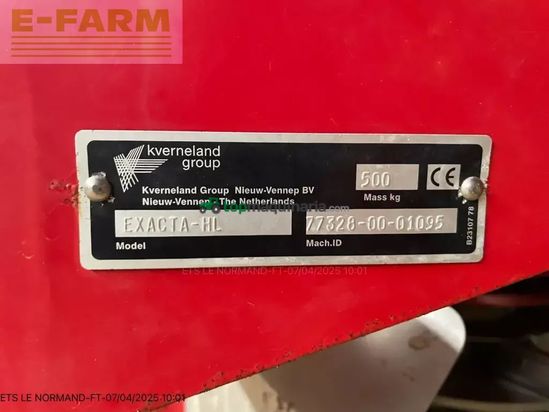 E-FARM
kverneland
group
Kverneland Group Nieuw-Vennep BV
Nieuw-Vennep The Netherlands
500
Mass kg
CE
topmaquinaria
.com
EXACTA-HL
77328-00-01095
Model
Mach.ID
B23107 78
ETS LE NORMAND-FT-07/04/2025 10:01
ETS LE NORMAND-FT-07/04/2025 10:01